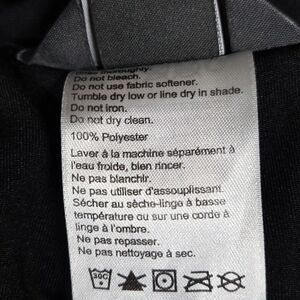 thoroughly.
Do not bleach.
Do not use fabric softener.
Tumble dry low or line dry in shade.
Do not iron.
Do not dry clean.
100% Polyester
Laver à la machine séparément à
l'eau froide, bien rincer.
Ne pas blanchir.
Ne pas utiliser d'assouplissant.
Sécher au sèche-linge à basse
température ou sur une corde à
linge à l'ombre.
Ne pas repasser.
Ne pas nettoyage à sec.
30C